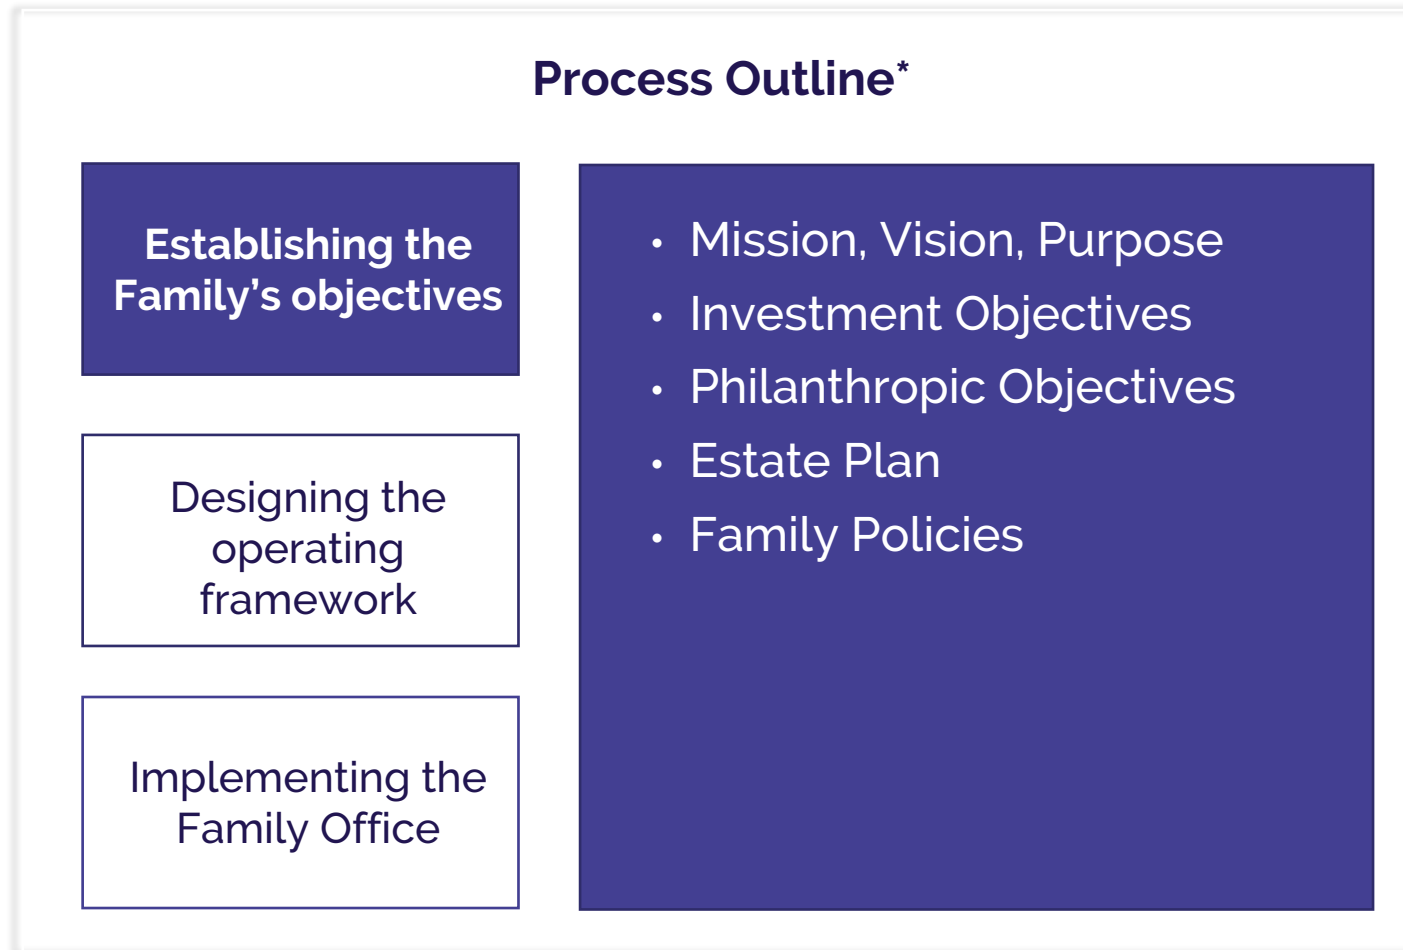 Process Outline*
Establishing the
Family’s objectives
Designing the
operating
framework
Implementing the
Family Office
• Mission, Vision, Purpose
• Investment Objectives
• Philanthropic Objectives
• Estate Plan
• Family Policies